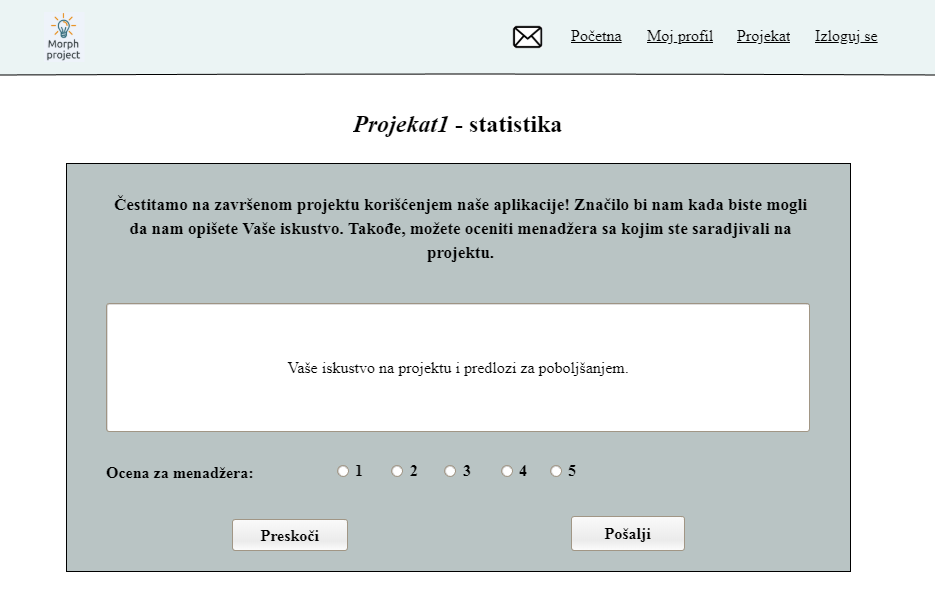 Morph
project
Početna Moj profil Projekat Izloguj se
Projekat1 - statistika
Čestitamo na završenom projektu korišćenjem naše aplikacije! Značilo bi nam kada biste mogli
da nam opišete Vaše iskustvo. Takođe, možete oceniti menadžera sa kojim ste saradjivali na
projektu.
Vaše iskustvo na projektu i predlozi za poboljšanjem.
Ocena za menadžera: 1 2 3 4 5
Preskoči Pošalji